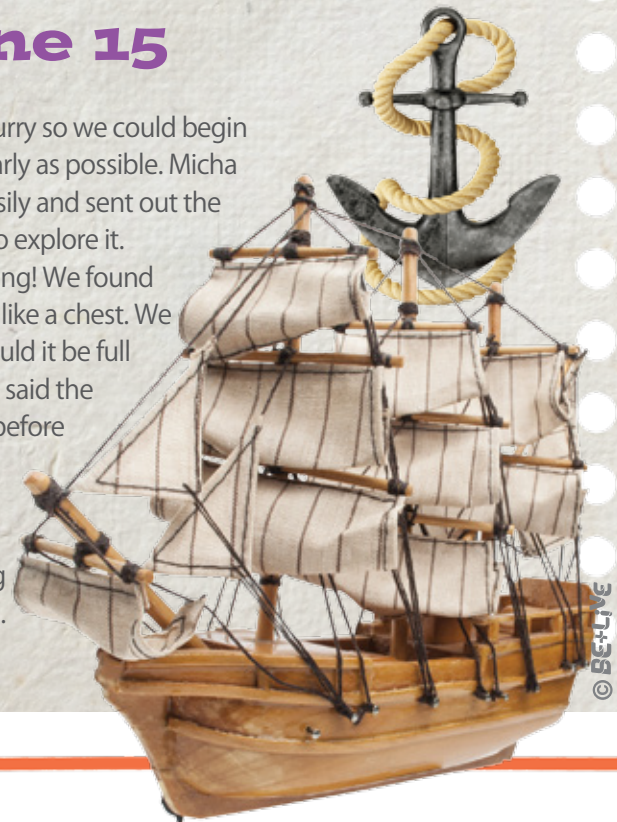 ne 15
urry so we could begin
arly as possible. Micha
sily and sent out the
o explore it.
ng! We found
like a chest. We
uld it be full
said the
before
g
.
© BE+LiVE